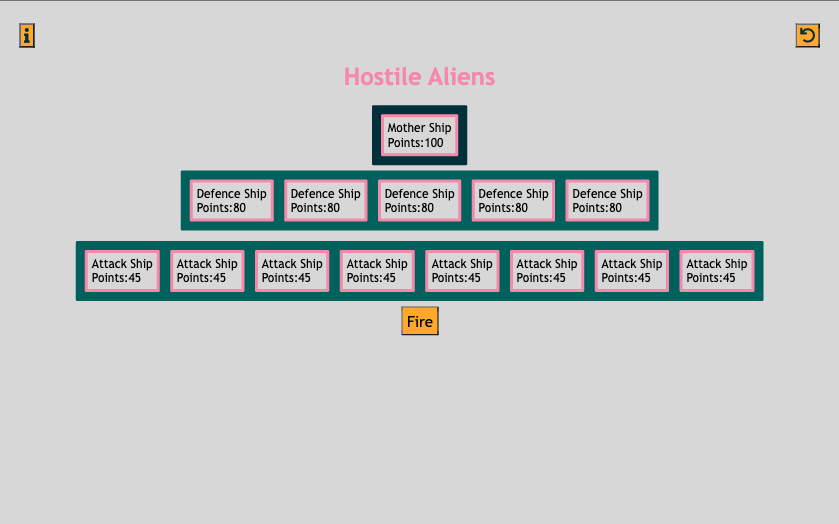 i
Hostile Aliens
Mother Ship
Points:100
Defence Ship
Points:80
Defence Ship
Points:80
Defence Ship
Points:80
Defence Ship
Points:80
Defence Ship
Points:80
Attack Ship
Points:45
Attack Ship
Points:45
Attack Ship
Points:45
Attack Ship
Points:45
Attack Ship
Points:45
Attack Ship
Points:45
Attack Ship
Points:45
Attack Ship
Points:45
Fire